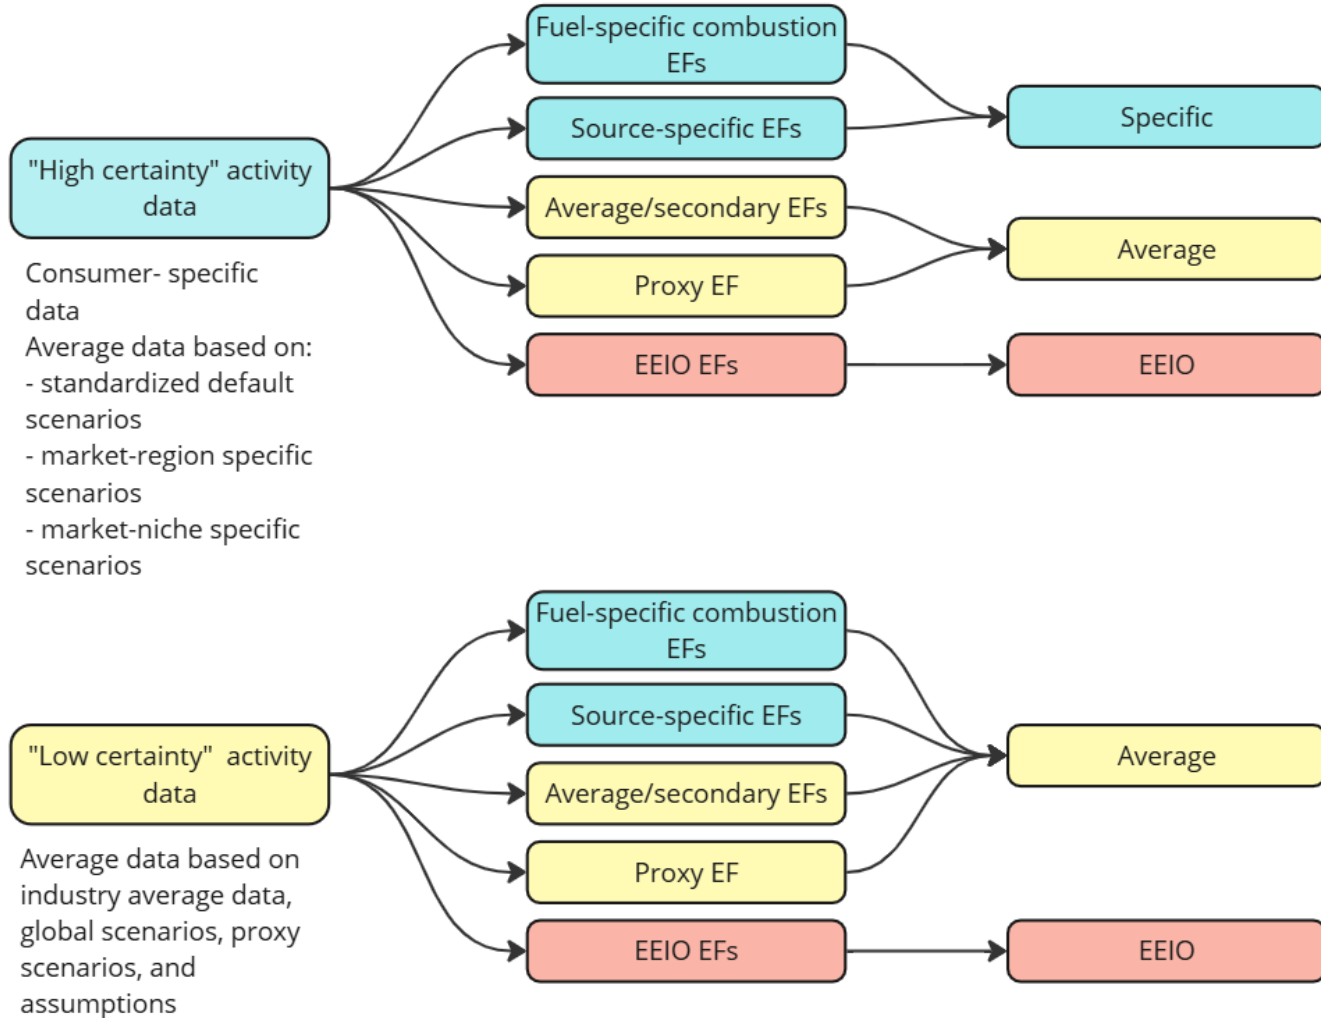 Fuel-specific combustion
EFs
Source-specific EFs
Specific
"High certainty" activity
data
Average/secondary EFs
Average
Proxy EF
EEIO EFs
EEIO
Consumer- specific
data
Average data based on:
- standardized default
scenarios
- market-region specific
scenarios
- market-niche specific
scenarios
Fuel-specific combustion
EFs
Source-specific EFs
"Low certainty"  activity
data
Average
Average/secondary EFs
Proxy EF
EEIO EFs
EEIO
Average data based on
industry average data,
global scenarios, proxy
scenarios, and
assumptions